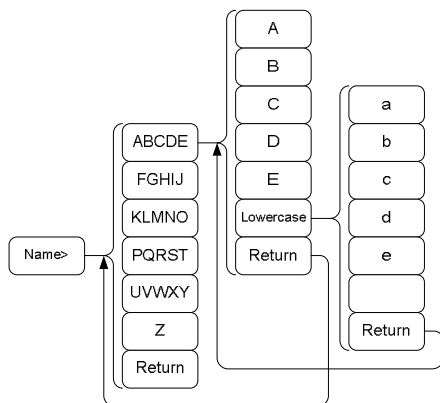 Name>
ABCDE
FGHIJ
KLMNO
PQRST
UVWXY
Z
Return
A
B
C
D
E
Lowercase
Return
a
b
c
d
e
Return